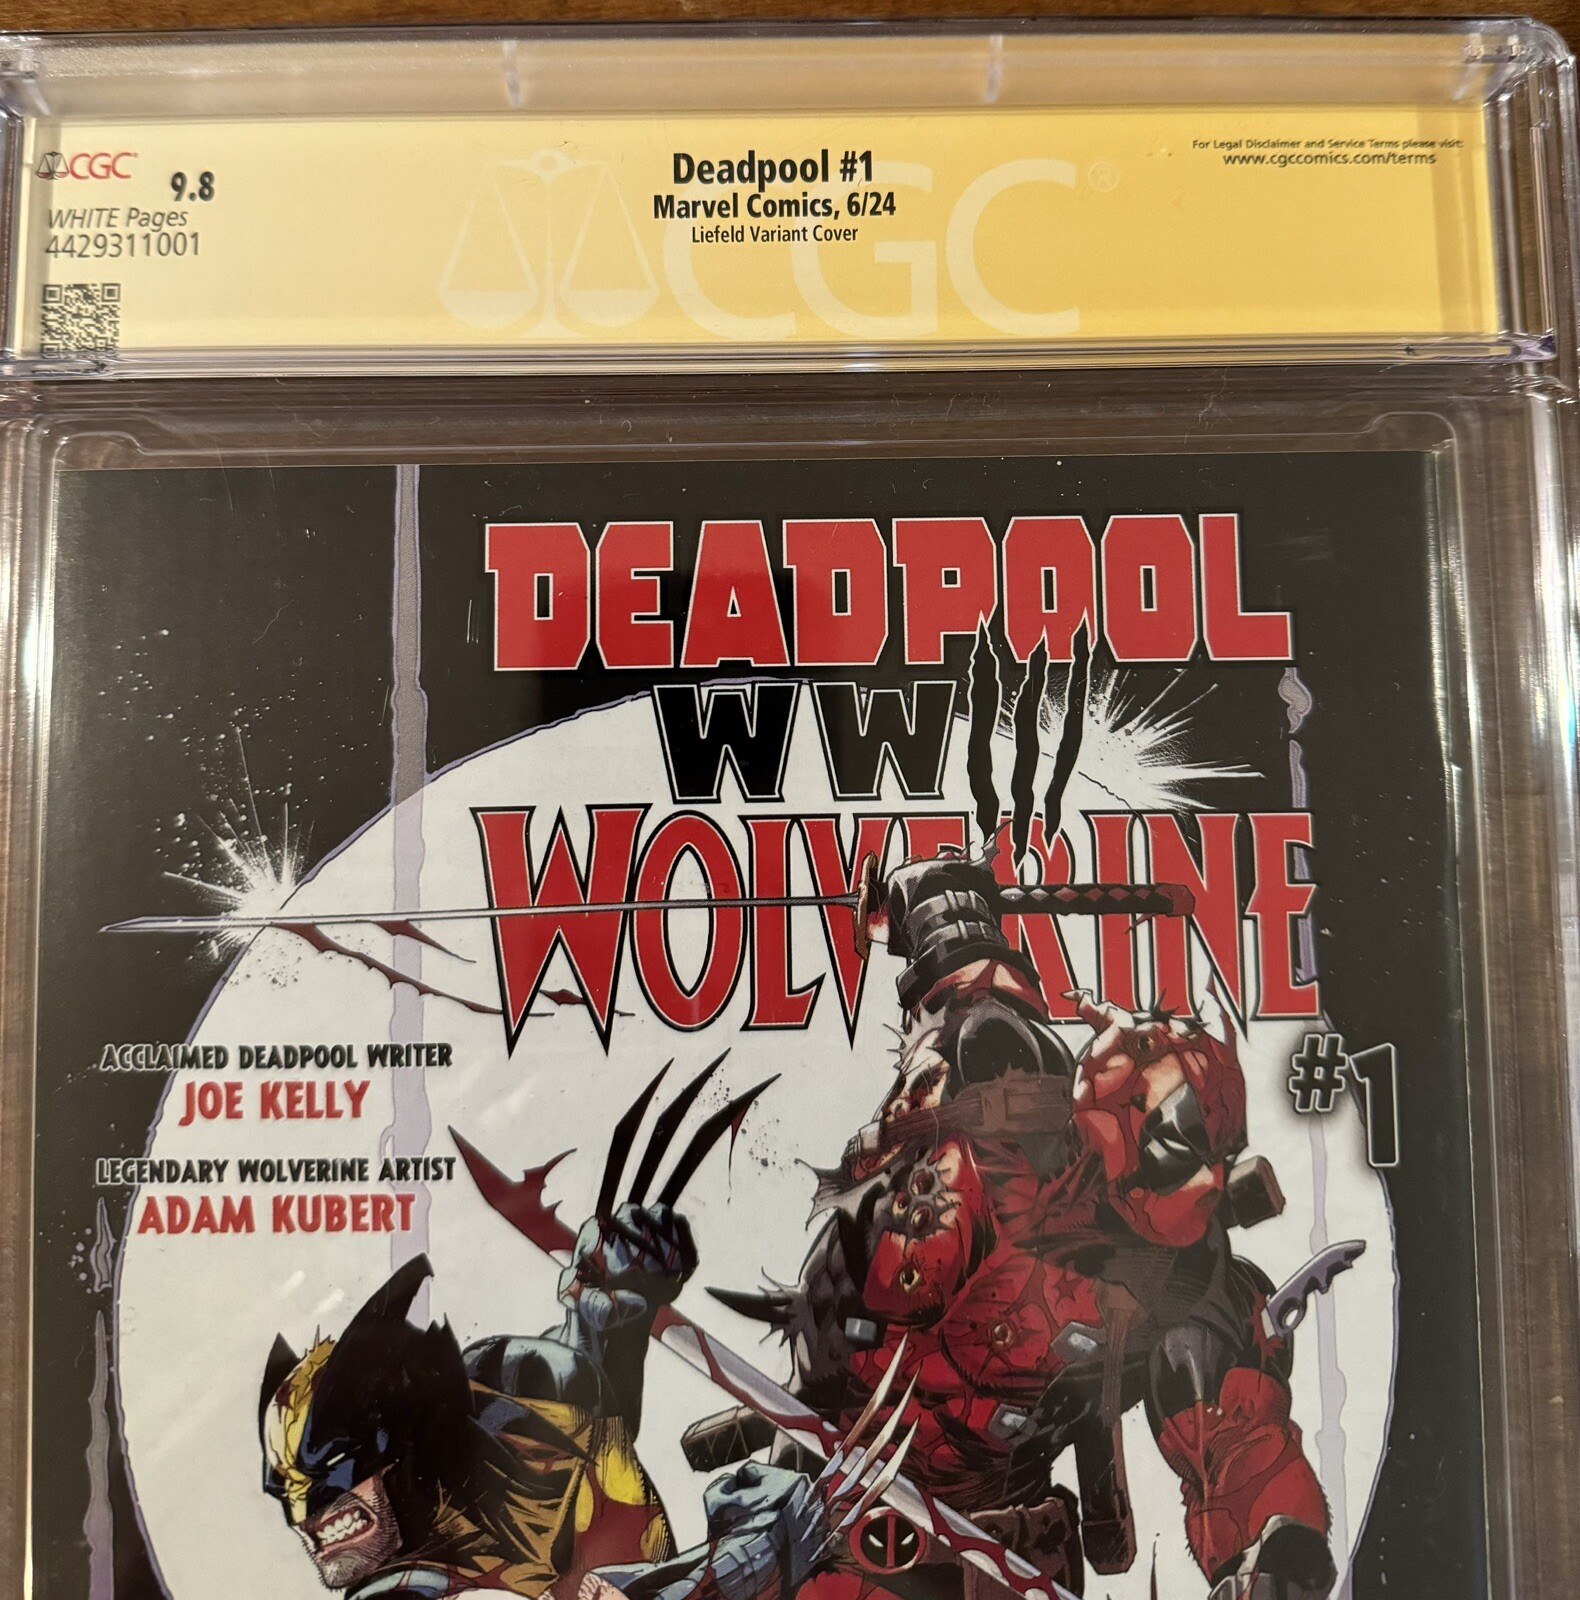 CGC
9.8
WHITE Pages
4429311001
Deadpool #1
Marvel Comics, 6/24
Liefeld Variant Cover
For Legal Disclaimer and Service Terms please visit:
www.cgccomics.com/terms
CGC
DEADPOOL
WWIII
WOLVERINE
#1
ACCLAIMED DEADPOOL WRITER
JOE KELLY
LEGENDARY WOLVERINE ARTIST
ADAM KUBERT